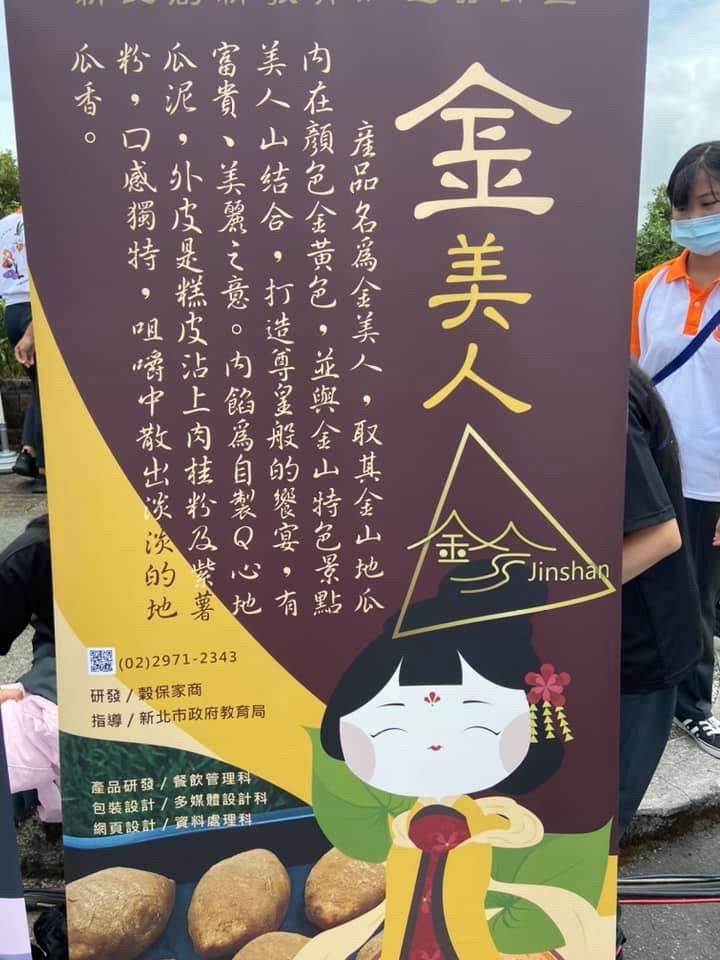 金美人
金山
Jinshan
産品名爲金美人，取其金山地瓜
內在顏色金黃色，並與金山特色景點
美人山結合，打造尊皇般的饗宴，有
富貴、美麗之意。內餡爲自製Q心地
瓜泥，外皮是糕皮沾上肉桂粉及紫薯
粉，口感獨特，咀嚼中散出淡淡的地
瓜香。
(02)2971-2343
研發/穀保家商
指導/新北市政府教育局
產品研發/餐飲管理科
包裝設計/多媒體設計科
網頁設計/資料處理科